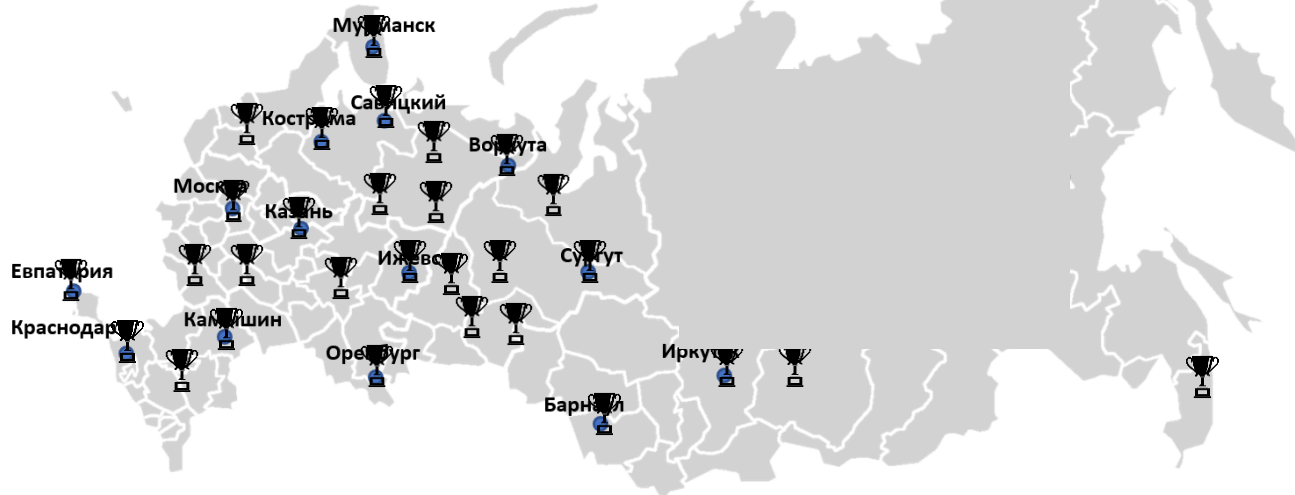 Мурманск
Савицкий
Кострома
Воркута
Москва
Казань
Ижевск
Сургут
Евпатория
Камышин
Краснодар
Оренбург
Иркутск
Барнаул